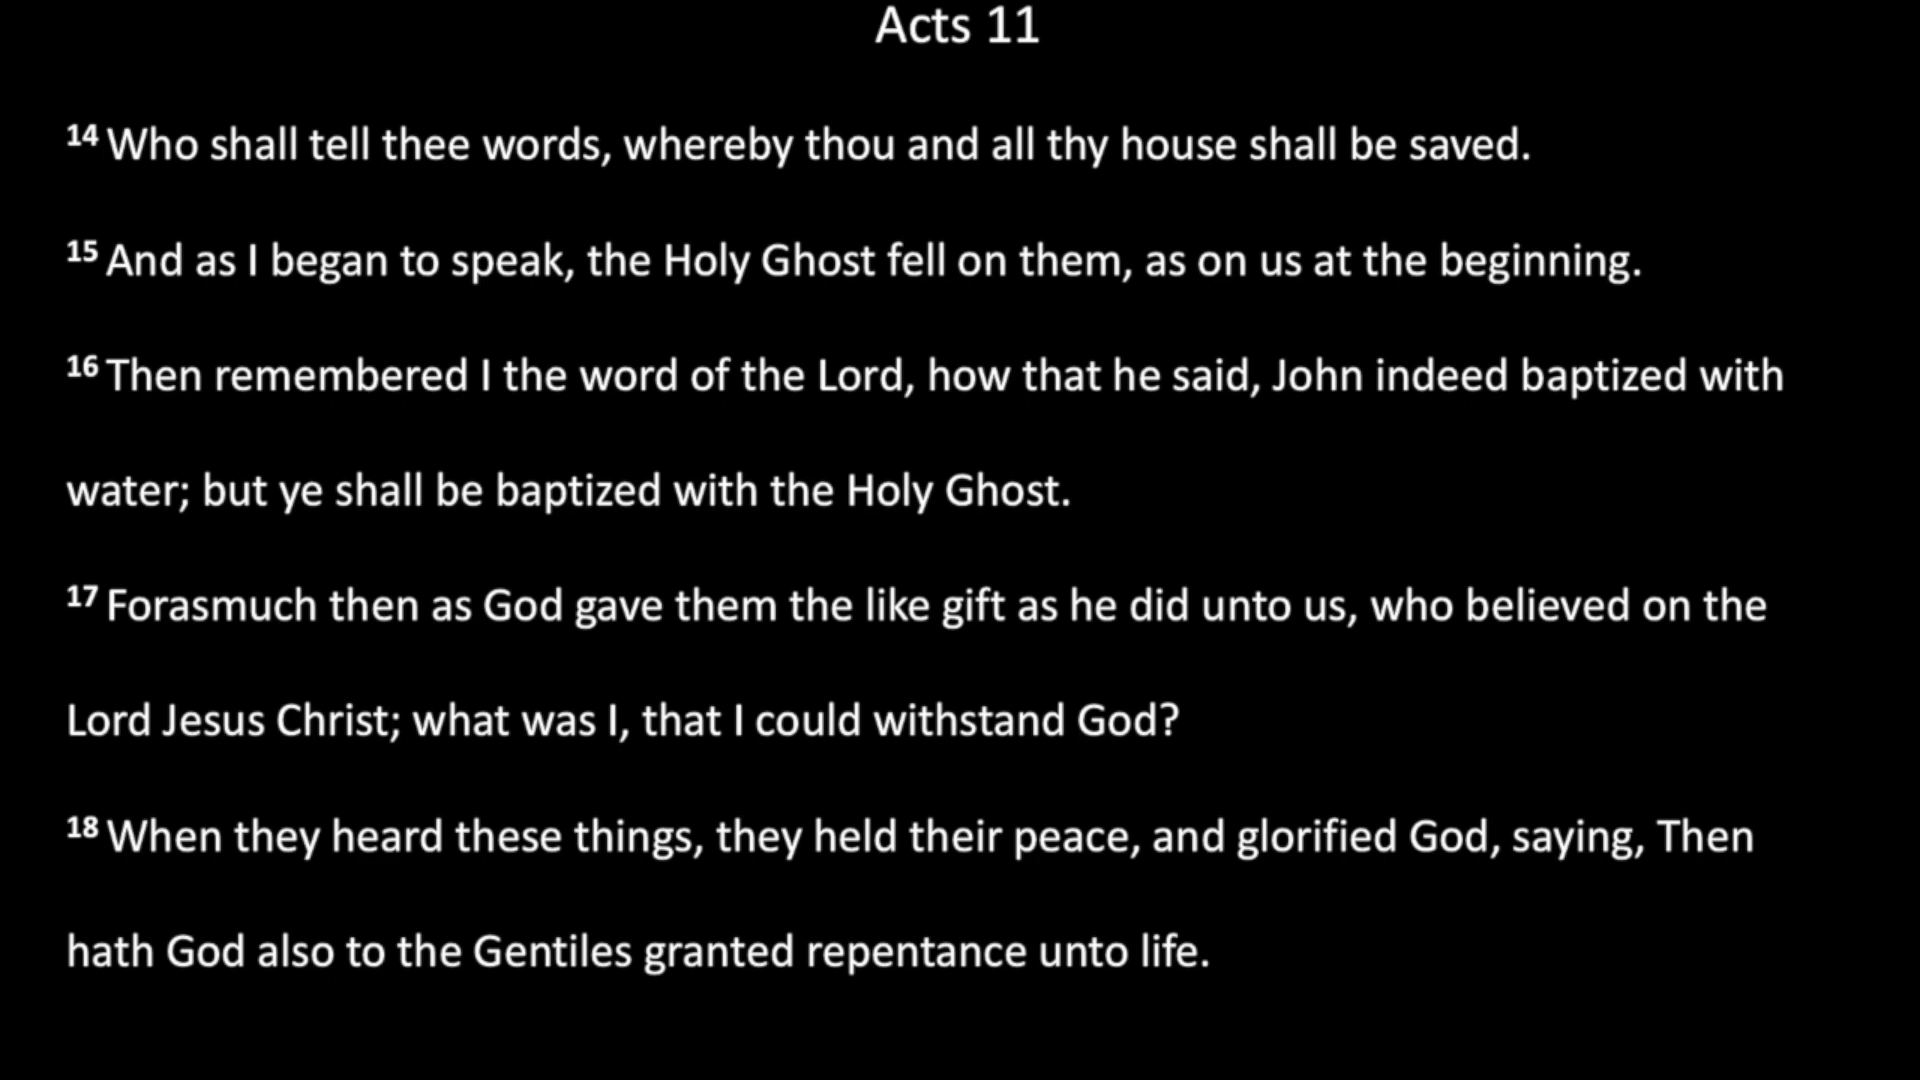 Acts 11
14 Who shall tell thee words, whereby thou and all thy house shall be saved.
15 And as I began to speak, the Holy Ghost fell on them, as on us at the beginning.
16 Then remembered I the word of the Lord, how that he said, John indeed baptized with
water; but ye shall be baptized with the Holy Ghost.
17 Forasmuch then as God gave them the like gift as he did unto us, who believed on the
Lord Jesus Christ; what was I, that I could withstand God?
18 When they heard these things, they held their peace, and glorified God, saying, Then
hath God also to the Gentiles granted repentance unto life.